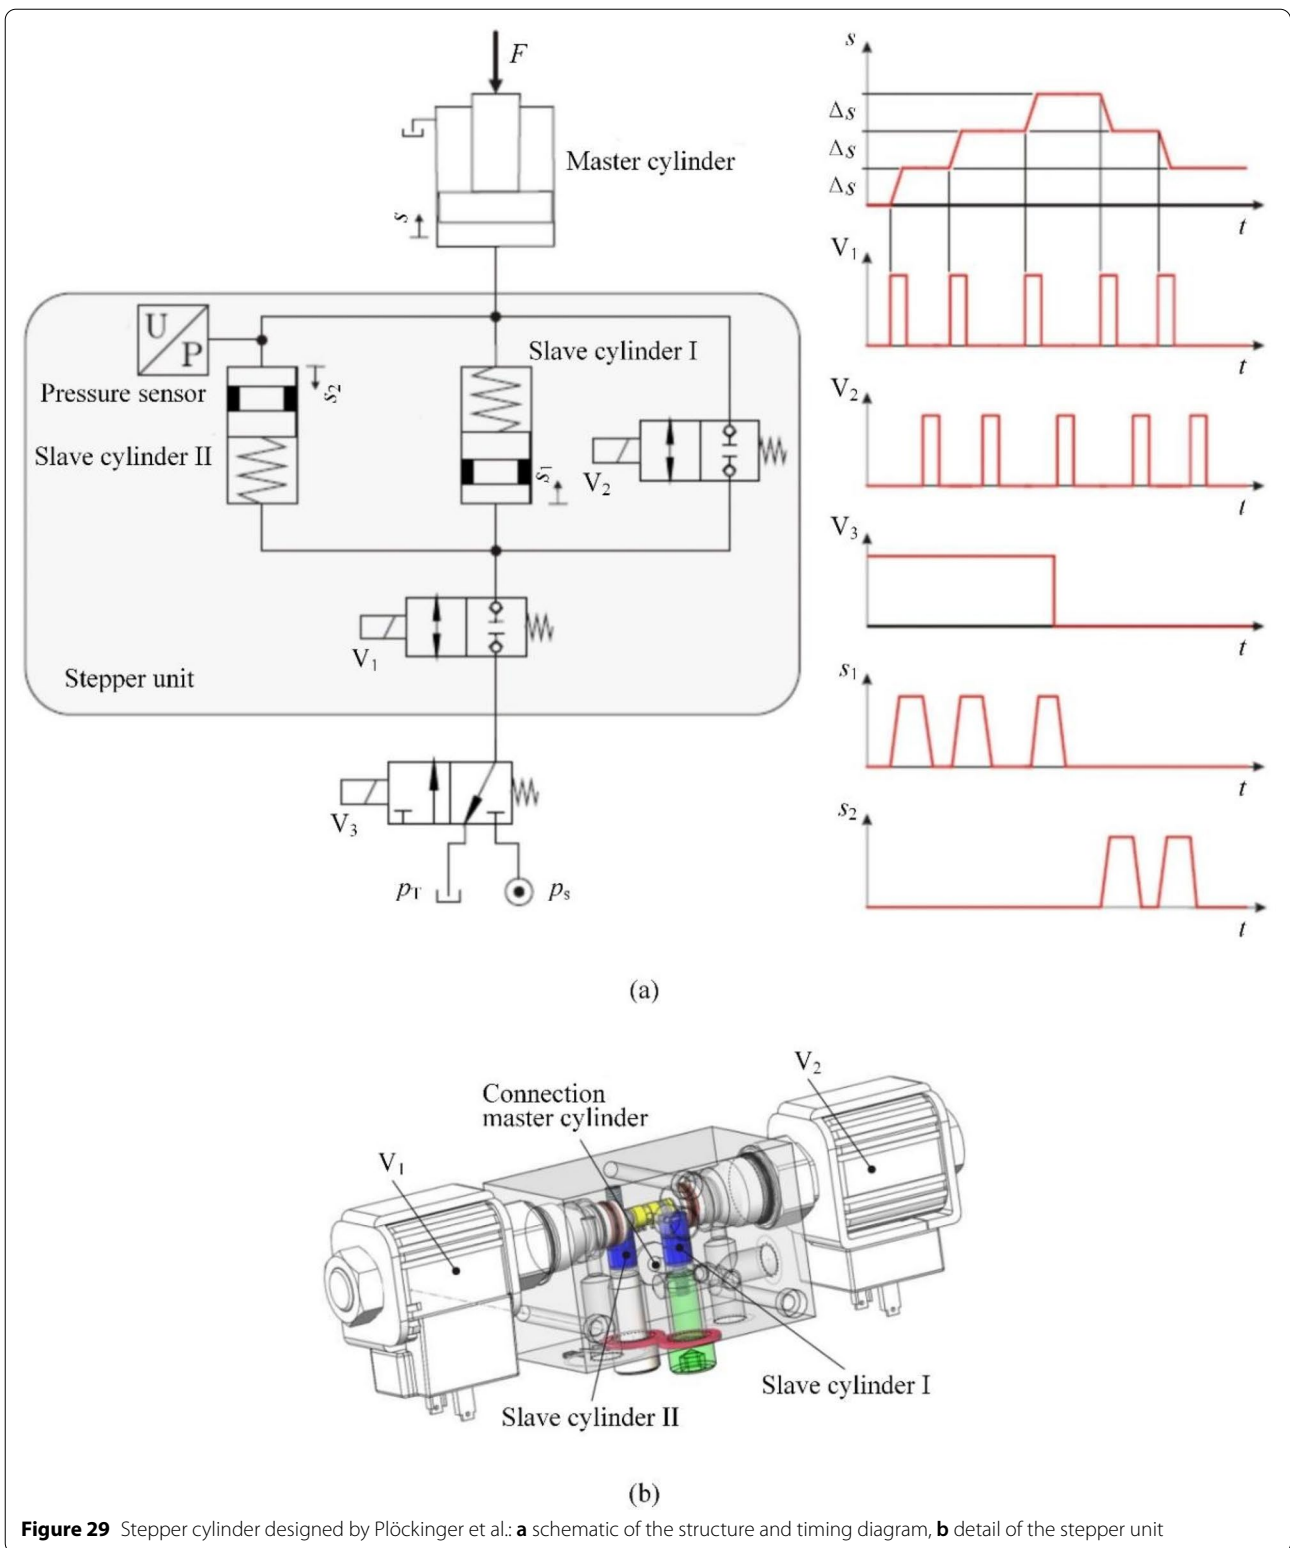 F
s
Δs
Δs
Δs
t
Master cylinder
s
V₁
t
U
P
Pressure sensor
s₂
Slave cylinder II
Slave cylinder I
s₁
V₂
V₂
t
V₁
Stepper unit
V₃
t
s₁
t
V₃
p_T
p_s
s₂
t
(a)
V₂
Connection
master cylinder
V₁
Slave cylinder I
Slave cylinder II
(b)
Figure 29 Stepper cylinder designed by Plöckinger et al.: a schematic of the structure and timing diagram, b detail of the stepper unit